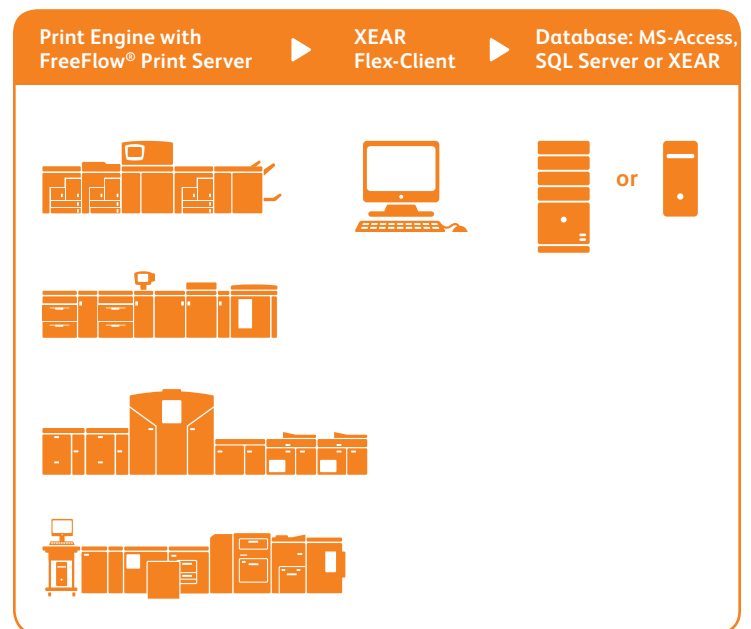 Print Engine with
FreeFlow® Print Server
XEAR
Flex-Client
Database: MS-Access,
SQL Server or XEAR
or